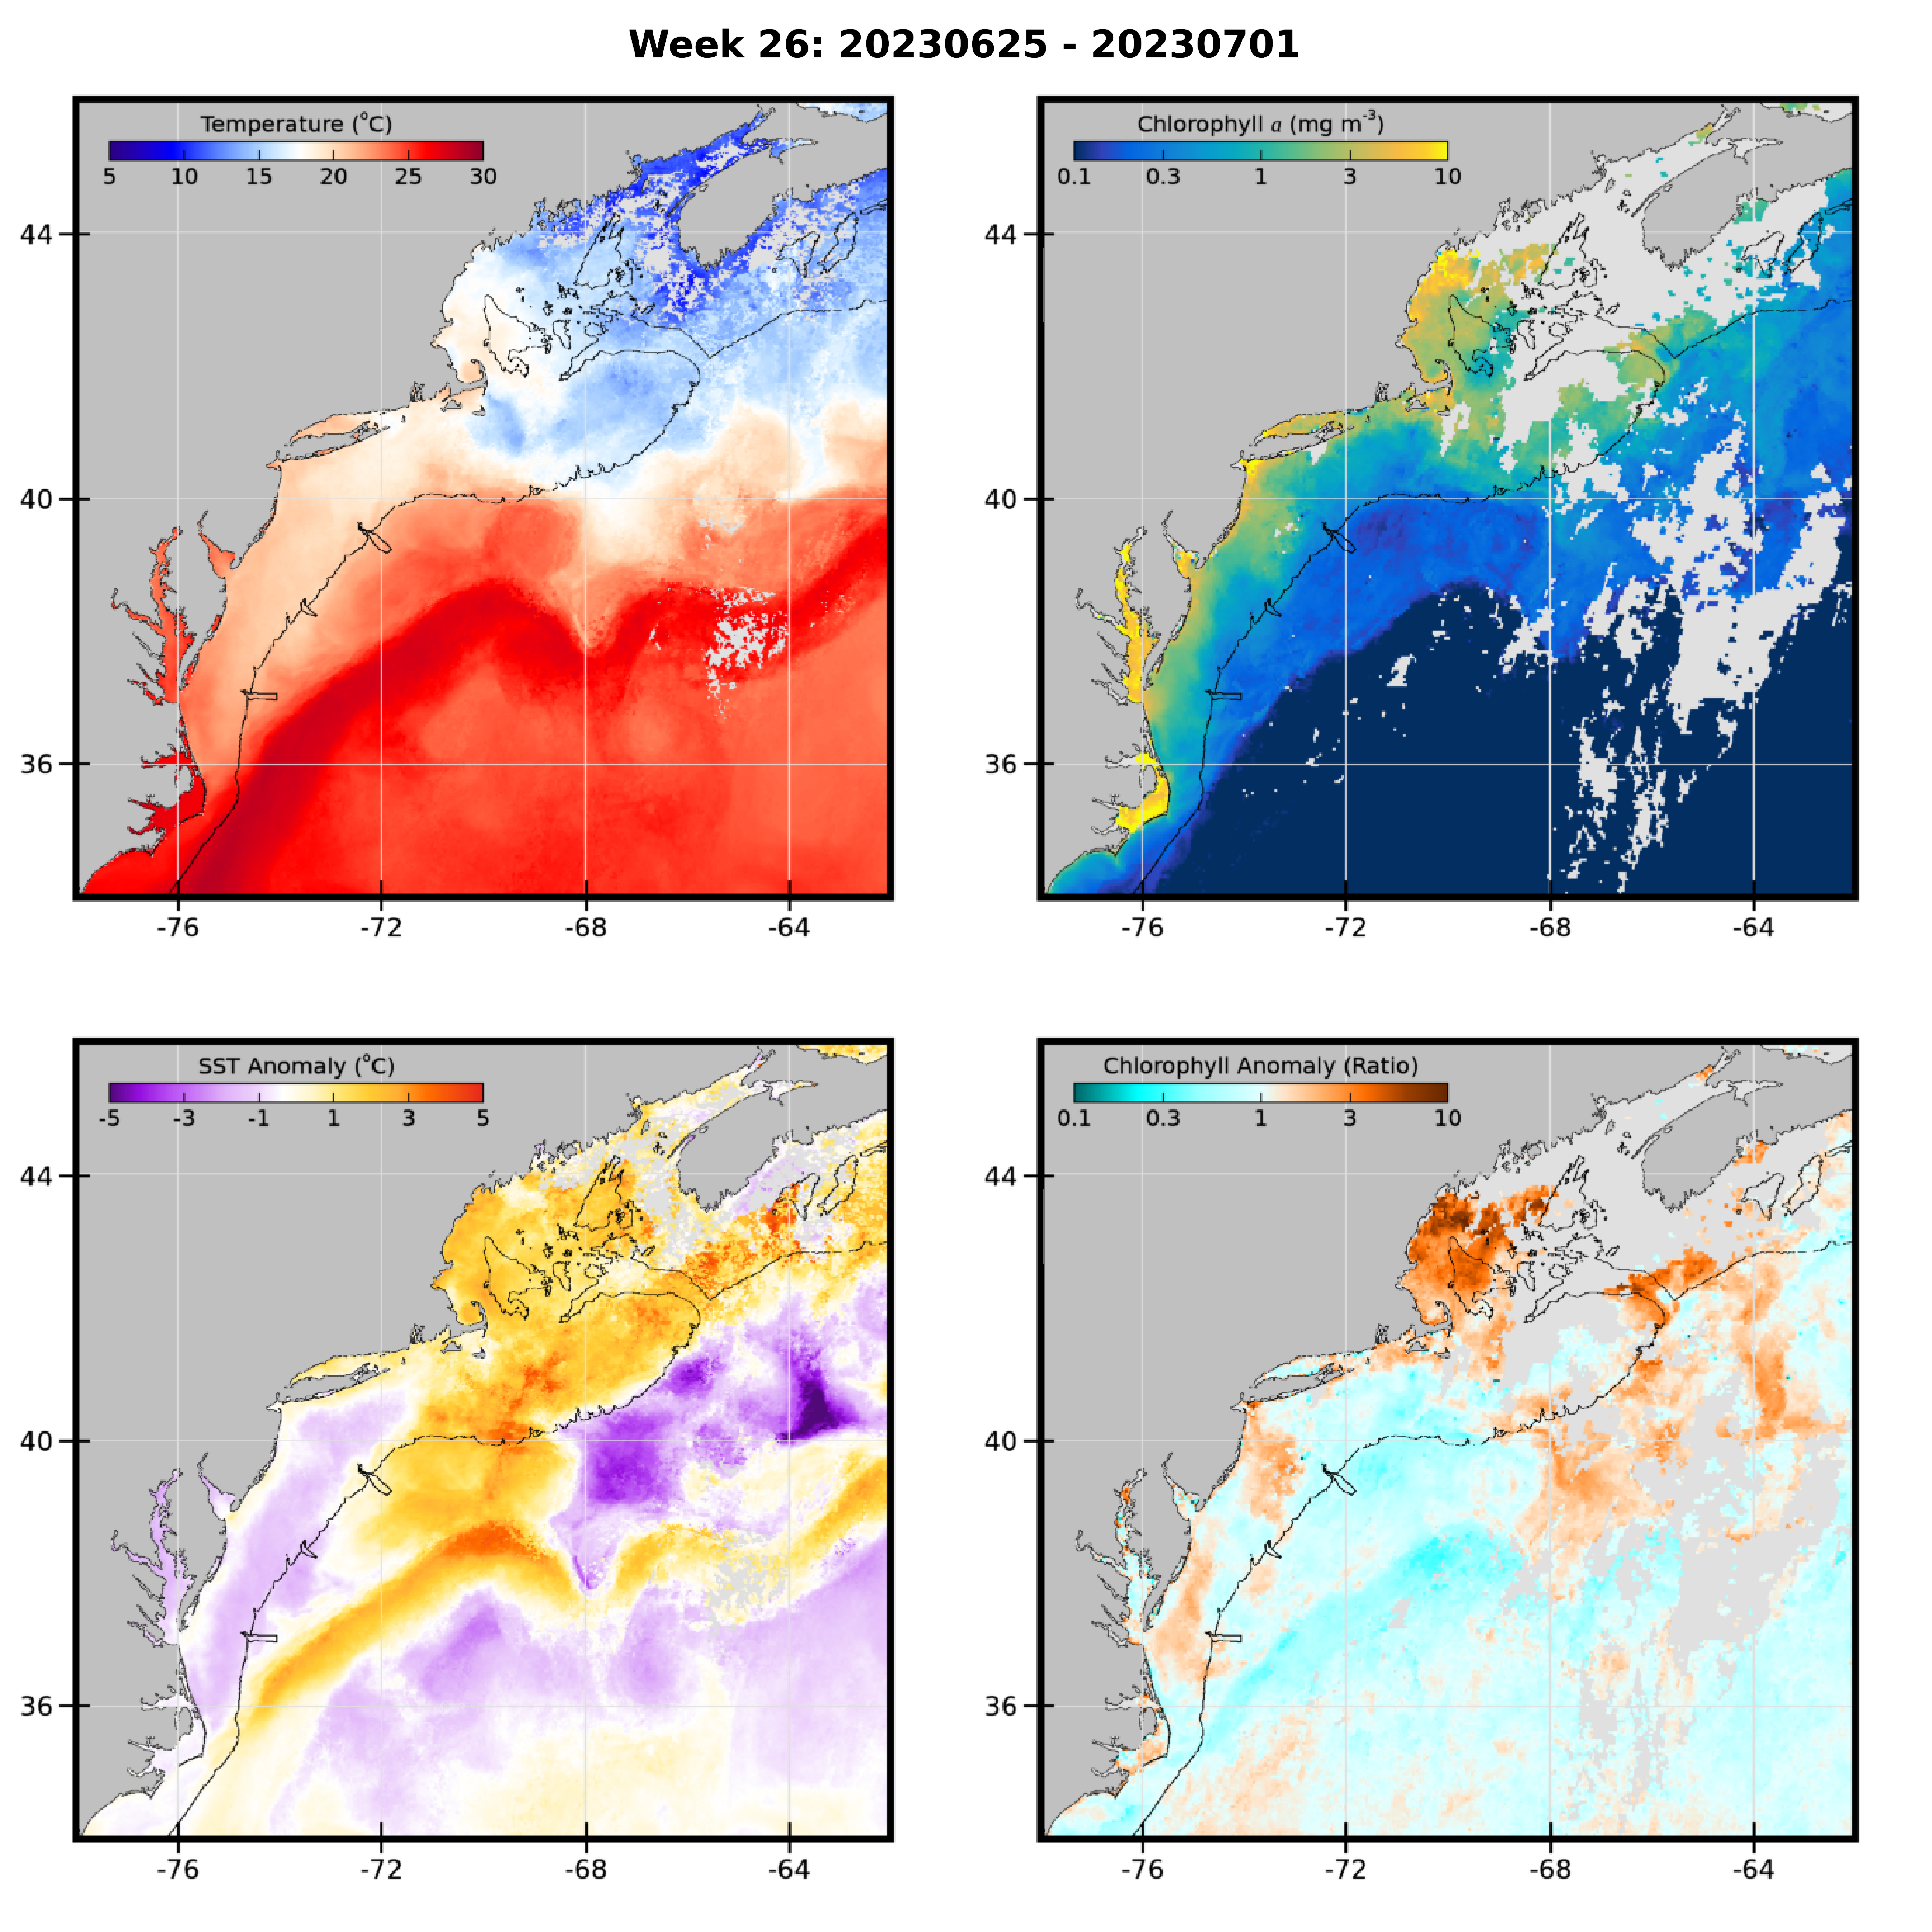 Week 26: 20230625 - 20230701
Temperature (°C)
5 10 15 20 25 30
44
40
36
-76 -72 -68 -64
Chlorophyll a (mg m-3)
0.1 0.3 1 3 10
44
40
36
-76 -72 -68 -64
SST Anomaly (°C)
-5 -3 -1 1 3 5
44
40
36
-76 -72 -68 -64
Chlorophyll Anomaly (Ratio)
0.1 0.3 1 3 10
44
40
36
-76 -72 -68 -64